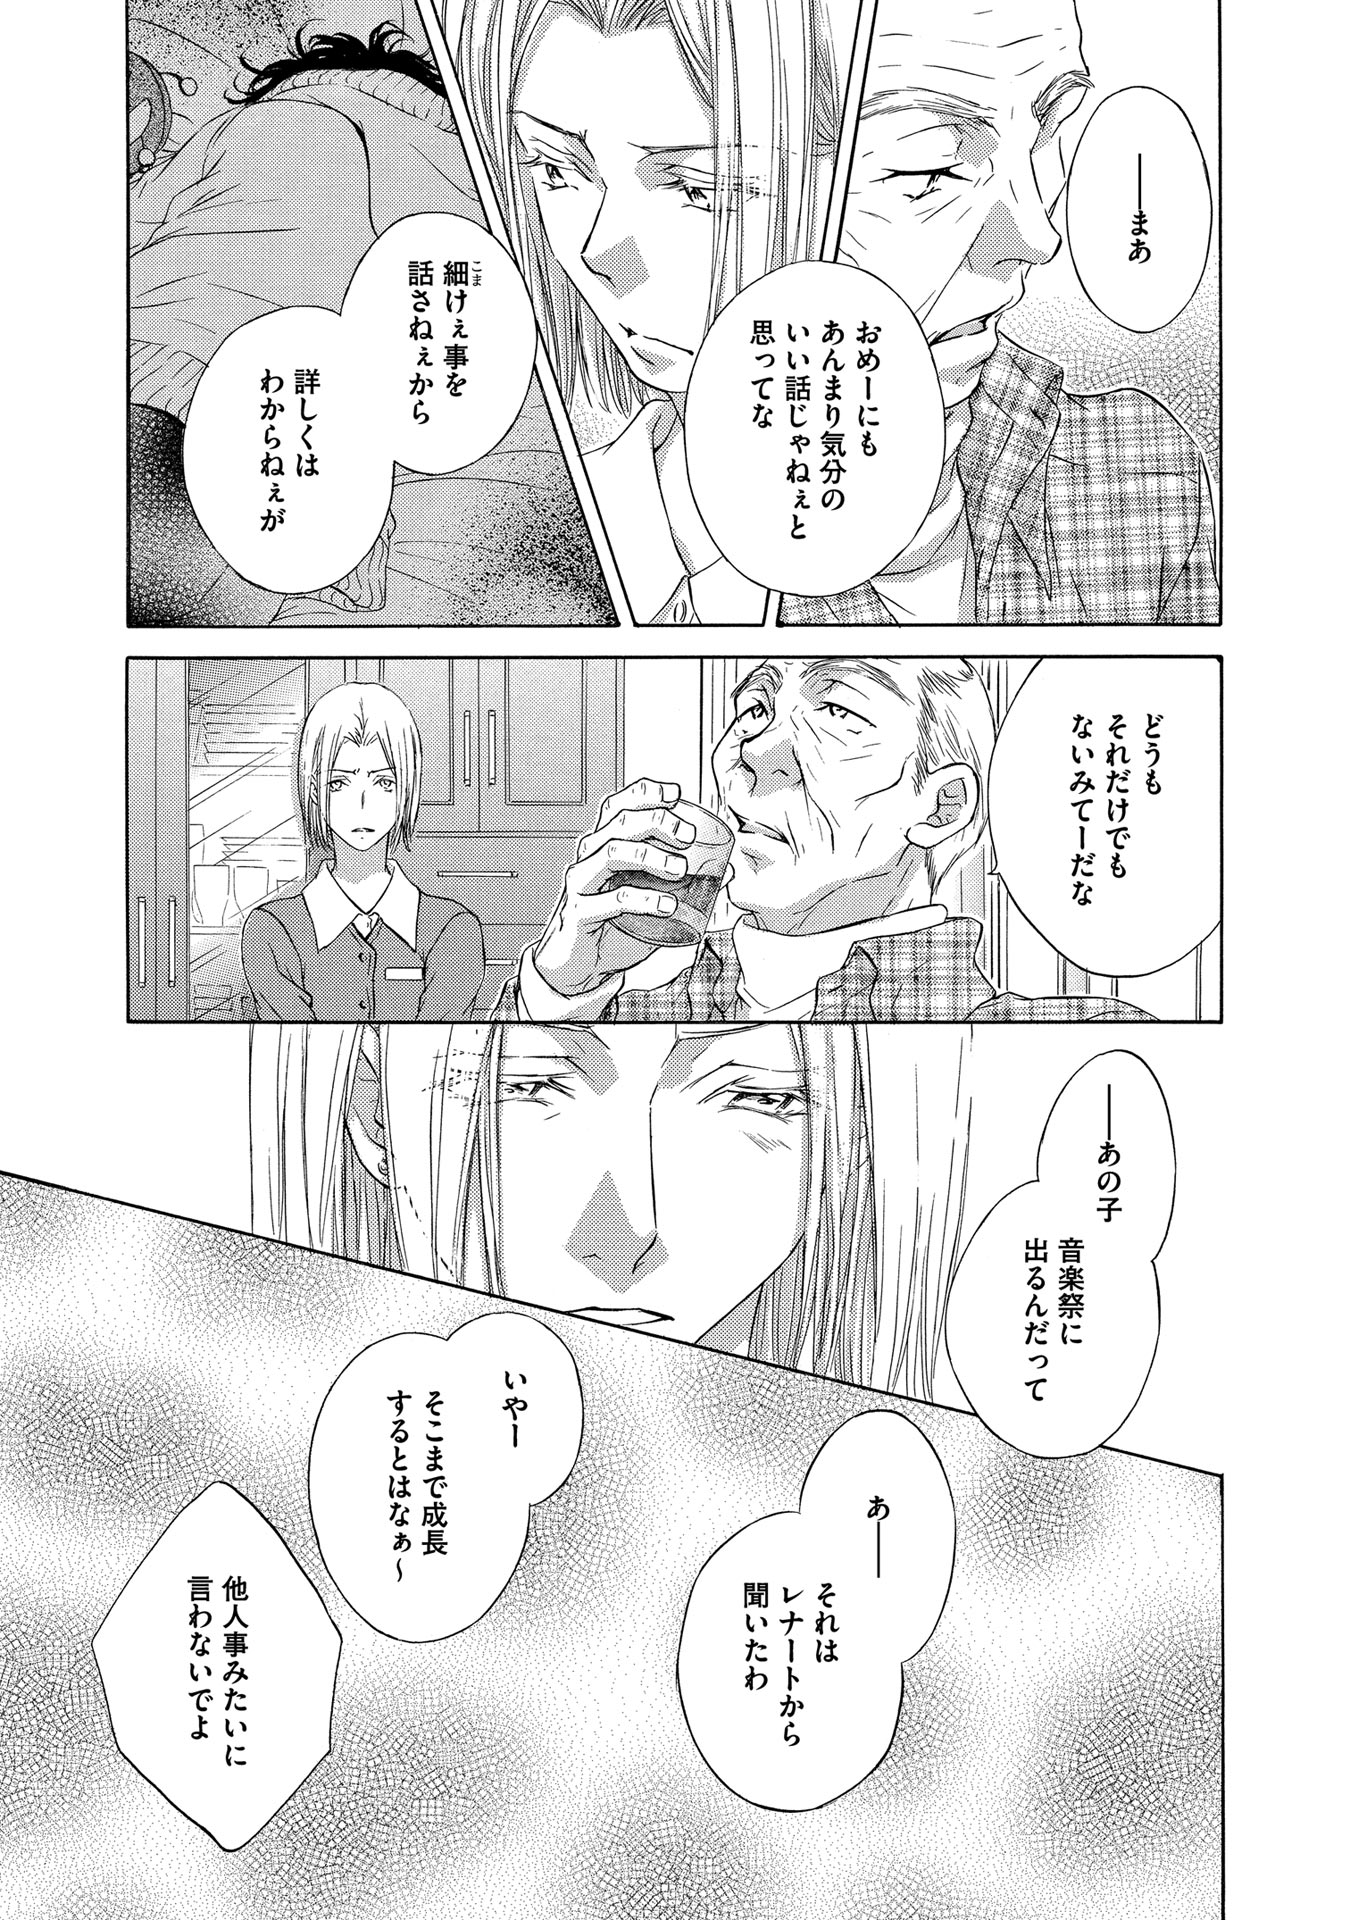 ――まあ
おめーにも
あんまり気分の
いい話じゃねぇと
思ってな
細けぇ事を
こま
話さねぇから
詳しくは
わからねぇが
どうも
それだけでも
ないみてーだな
――あの子
音楽祭に
出るんだって
あ――
それは
レナートから
聞いたわ
いやー
そこまで成長
するとはなぁ～
他人事みたいに
言わないでよ